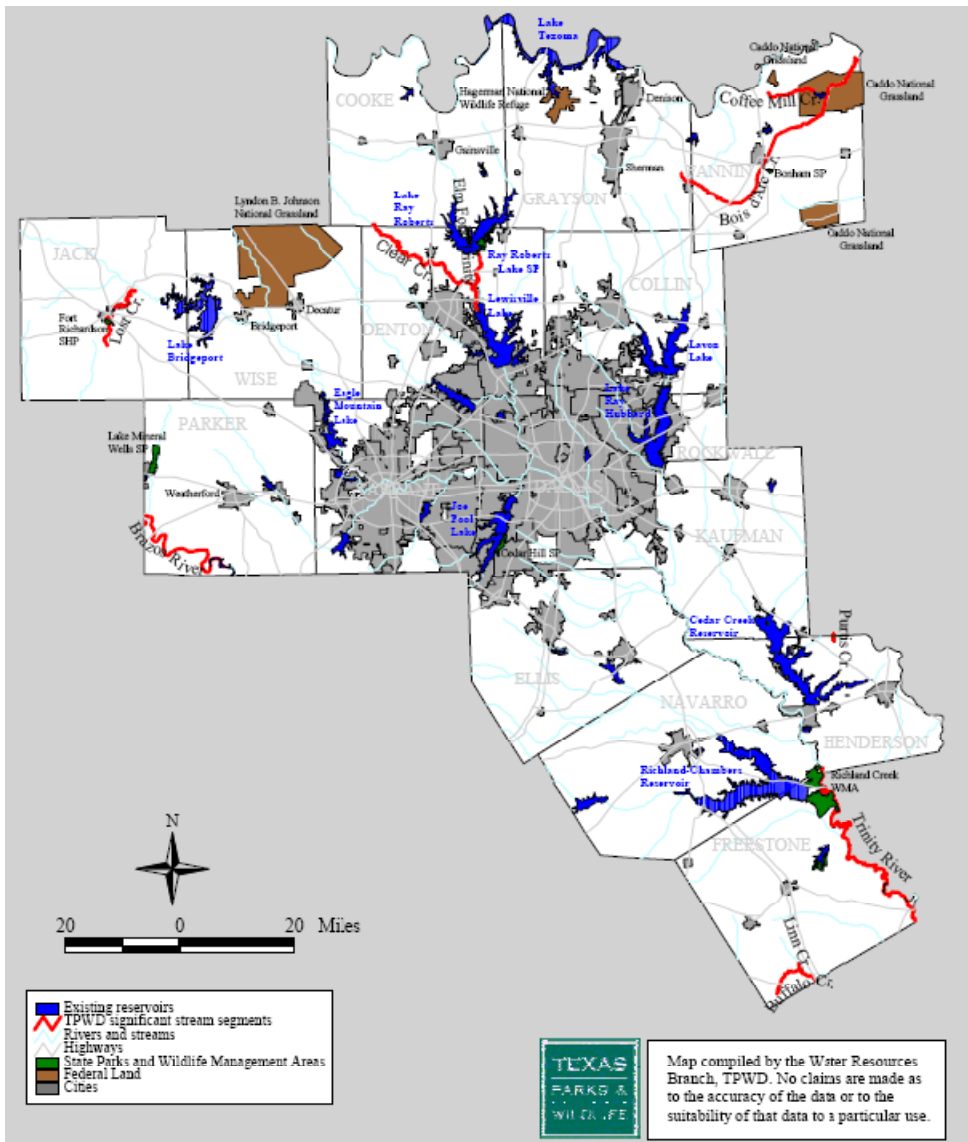 Lake
Texoma
Caddo National
Grassland
COOKE
Hagerman National
Wildlife Refuge
Denison
Coffee Mill Cr.
Caddo National
Grassland
Gainsville
Sherman
FANNIN
Bonham SP
Bois d'Arc Cr.
Lyndon B. Johnson
National Grassland
Lake
Ray
Roberts
Elm Fork Trinity
GRAYSON
Caddo National
Grassland
JACK
Clear Cr.
Ray Roberts
Lake SP
COLLIN
Fort
Richardson
SHP
Lost Cr.
Lake
Bridgeport
Bridgeport
Decatur
DENTON
Lewisville
Lake
Lavon
Lake
WISE
Eagle
Mountain
Lake
Lake
Ray
Hubbard
PARKER
Lake Mineral
Wells SP
ROCKWALL
Weatherford
TARRANT
DALLAS
Joe
Pool
Lake
Cedar Hill SP
KAUFMAN
Brazos River
Cedar Creek
Reservoir
Purtis Cr.
ELLIS
NAVARRO
HENDERSON
Richland-Chambers
Reservoir
Richland Creek
WMA
FREESTONE
Trinity River
Linn Cr.
Buffalo Cr.
N
20 0 20 Miles
Existing reservoirs
TPWD significant stream segments
Rivers and streams
Highways
State Parks and Wildlife Management Areas
Federal Land
Cities
TEXAS
PARKS &
WILDLIFE
Map compiled by the Water Resources
Branch, TPWD. No claims are made as
to the accuracy of the data or to the
suitability of that data to a particular use.